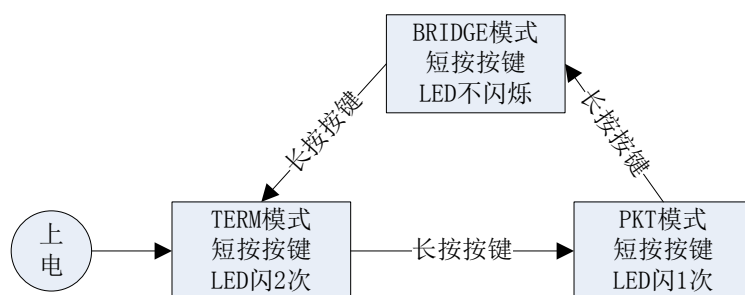 BRIDGE模式
短按按键
LED不闪烁
长按按键
长按按键
上
电
TERM模式
短按按键
LED闪2次
长按按键
PKT模式
短按按键
LED闪1次